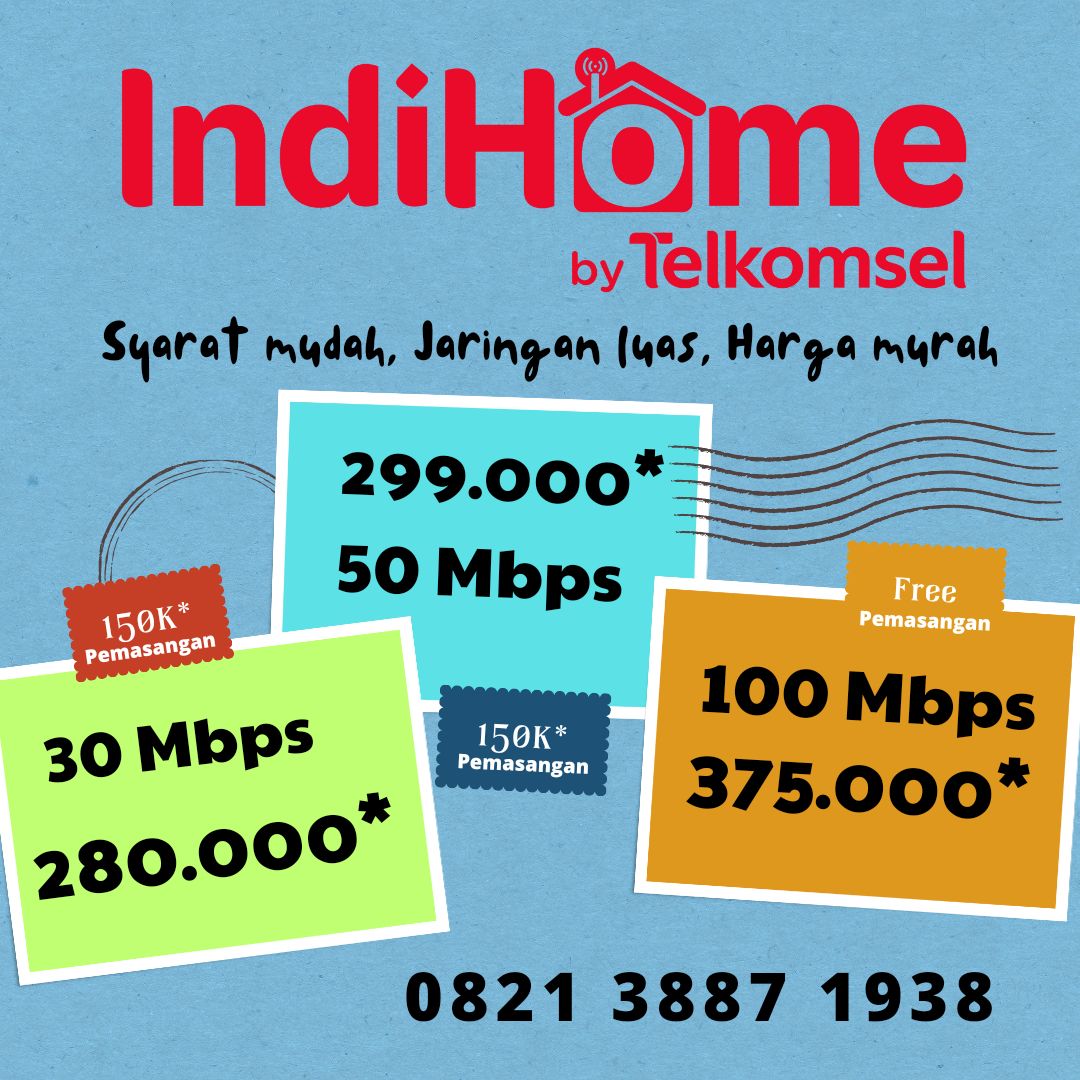 IndiHome
by Telkomsel
Syarat mudah, Jaringan luas, Harga murah
299.000*
50 Mbps
150K*
Pemasangan
30 Mbps
280.000*
150K*
Pemasangan
Free
Pemasangan
100 Mbps
375.000*
0821 3887 1938